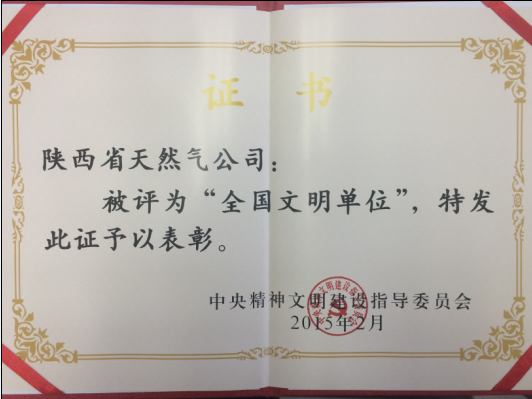 证书
陕西省天然气公司：
被评为“全国文明单位”，特发
此证予以表彰。
中央精神文明建设指导委员会
2015年2月